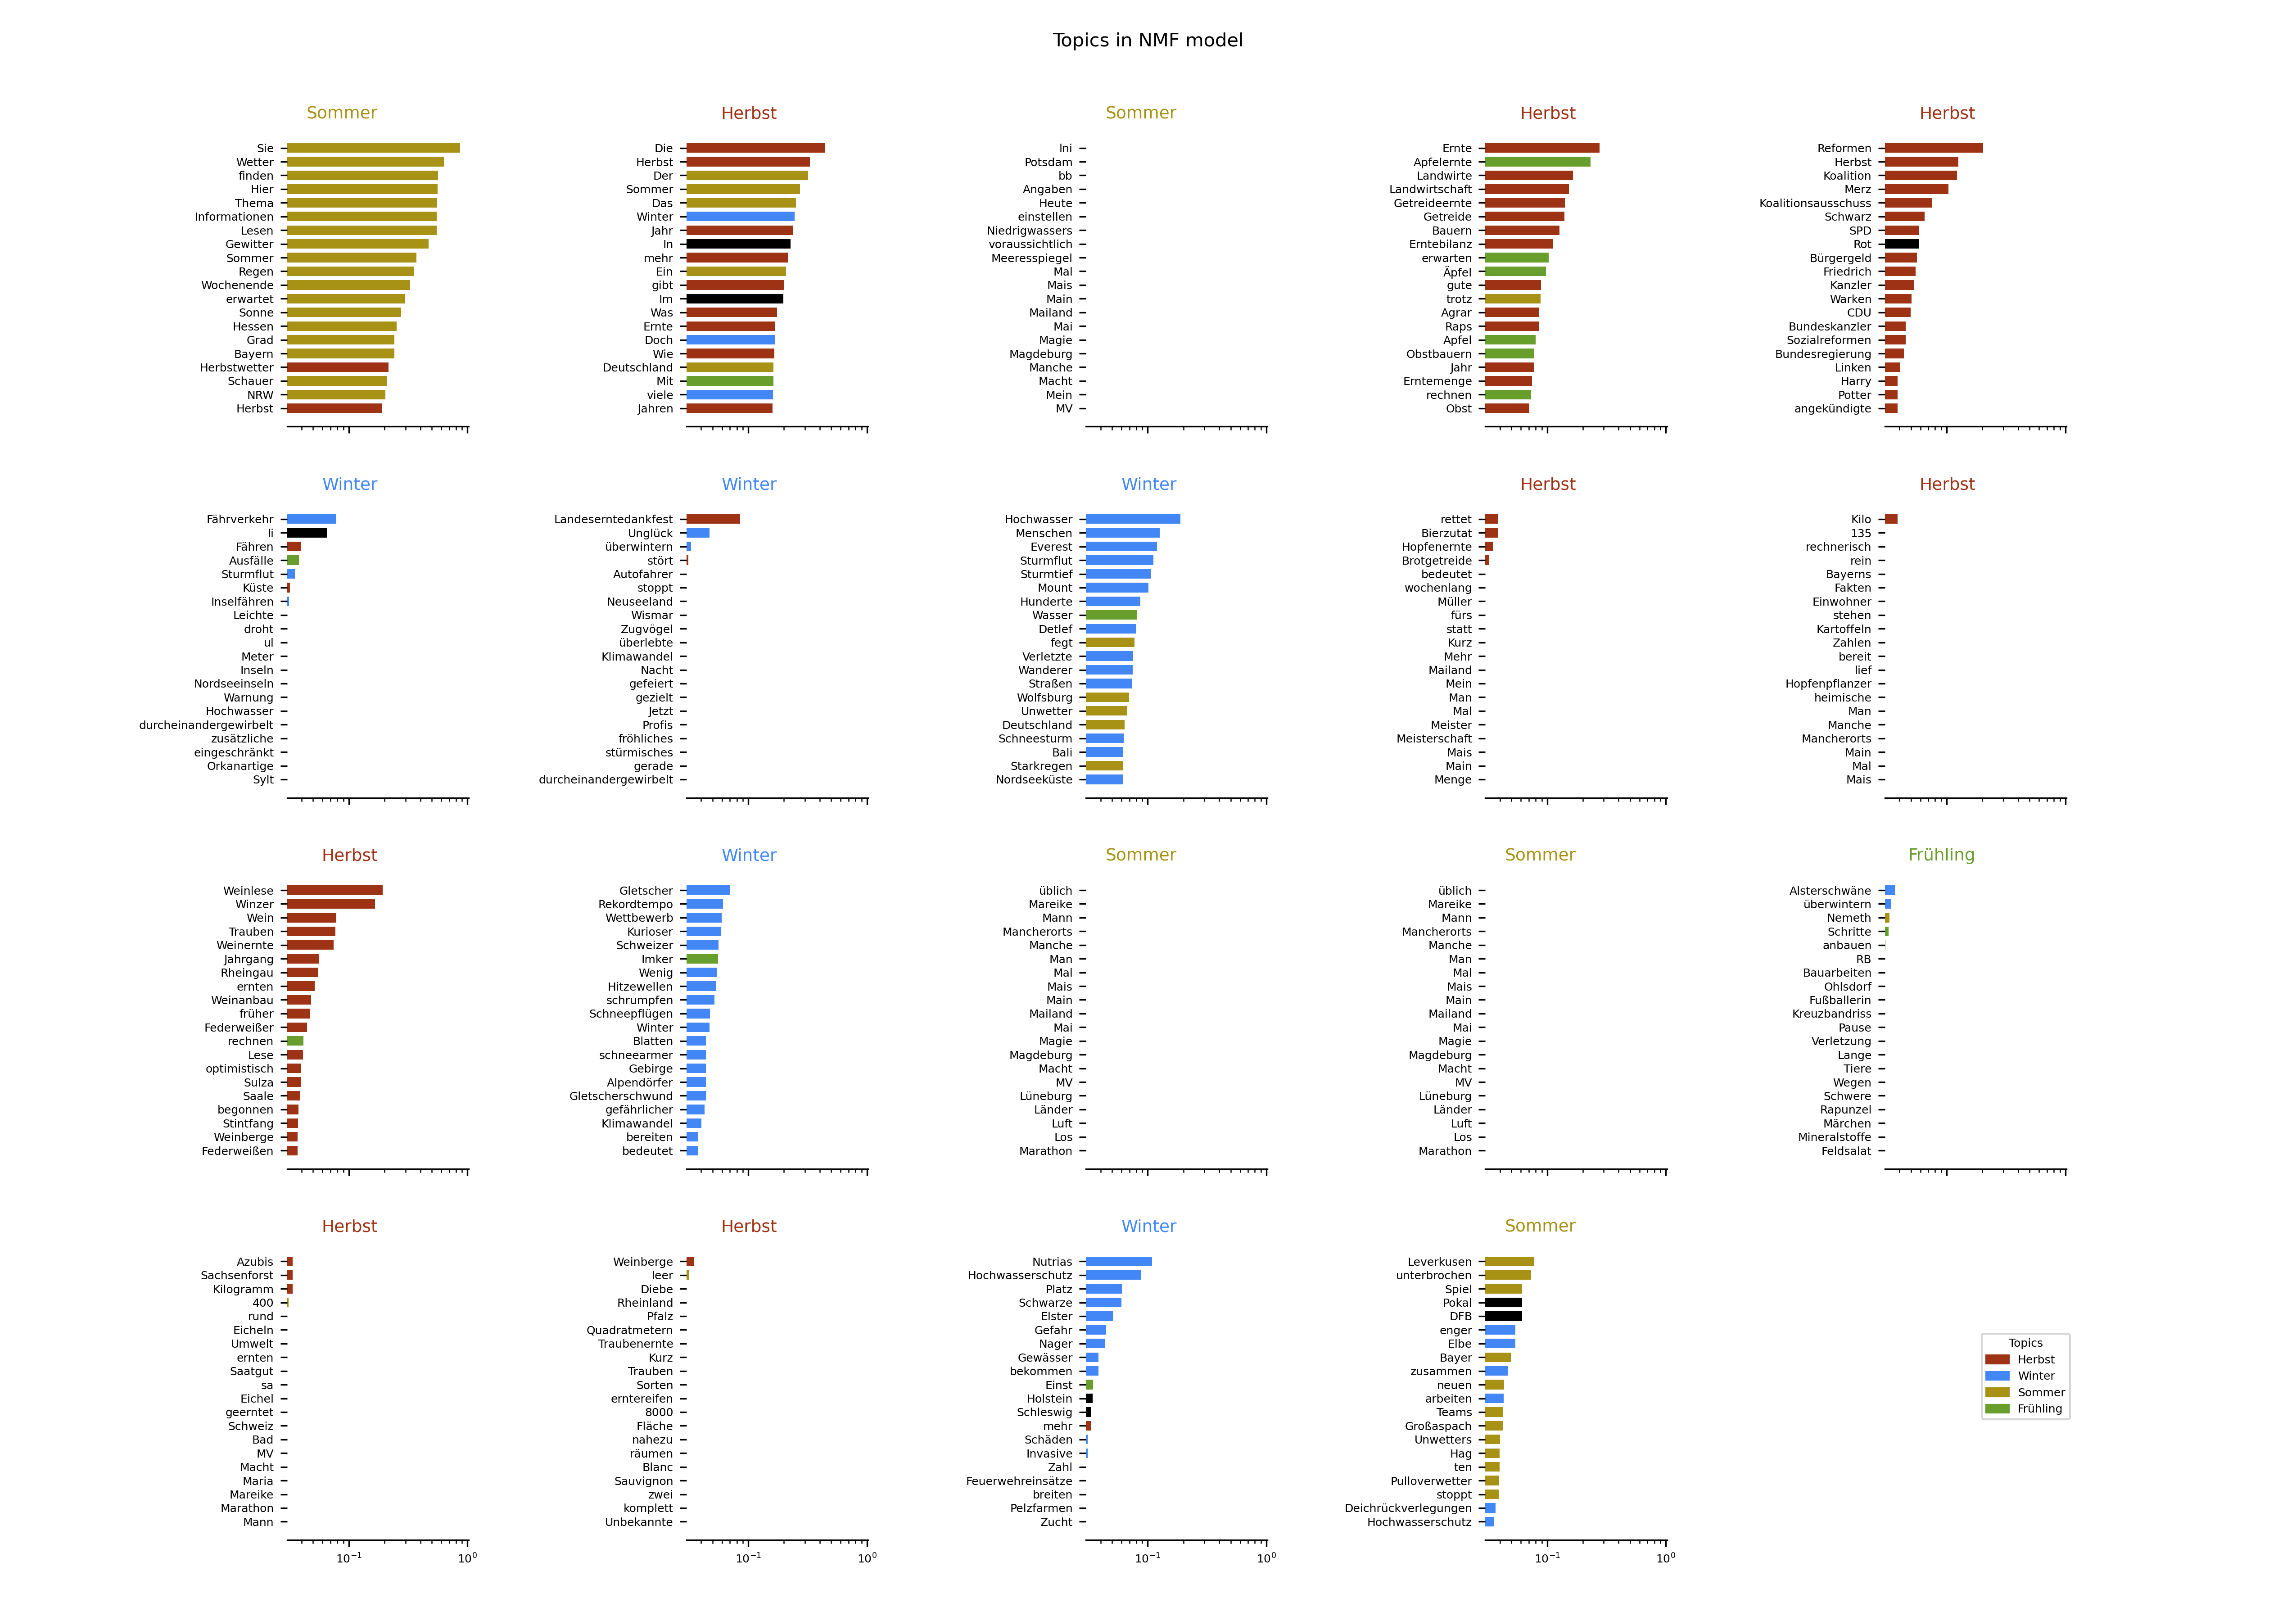 Topics in NMF model
Sommer
Sie
Wetter
finden
Hier
Thema
Informationen
Lesen
Gewitter
Sommer
Regen
Wochenende
erwartet
Sonne
Hessen
Grad
Bayern
Herbstwetter
Schauer
NRW
Herbst
Herbst
Die
Herbst
Der
Sommer
Das
Winter
Jahr
In
mehr
Ein
gibt
Im
Was
Ernte
Doch
Wie
Deutschland
Mit
viele
Jahren
Sommer
lni
Potsdam
bb
Angaben
Heute
einstellen
Niedrigwassers
voraussichtlich
Meeresspiegel
Mal
Mais
Main
Mailand
Mai
Magie
Magdeburg
Manche
Macht
Mein
MV
Herbst
Ernte
Apfelernte
Landwirte
Landwirtschaft
Getreideernte
Getreide
Bauern
Erntebilanz
erwarten
Äpfel
gute
trotz
Agrar
Raps
Apfel
Obstbauern
Jahr
Erntemenge
rechnen
Obst
Herbst
Reformen
Herbst
Koalition
Merz
Koalitionsausschuss
Schwarz
SPD
Rot
Bürgergeld
Friedrich
Kanzler
Warken
CDU
Bundeskanzler
Sozialreformen
Bundesregierung
Linken
Harry
Potter
angekündigte
Winter
Fährverkehr
li
Fähren
Ausfälle
Sturmflut
Küste
Inselfähren
Leichte
droht
ul
Meter
Inseln
Nordseeinseln
Warnung
Hochwasser
durcheinandergewirbelt
zusätzliche
eingeschränkt
Orkanartige
Sylt
Winter
Landeserntedankfest
Unglück
überwintern
stört
Autofahrer
stoppt
Neuseeland
Wismar
Zugvögel
überlebte
Klimawandel
Nacht
gefeiert
gezielt
Jetzt
Profis
fröhliches
stürmisches
gerade
durcheinandergewirbelt
Winter
Hochwasser
Menschen
Everest
Sturmflut
Sturmtief
Mount
Hunderte
Wasser
Detlef
fegt
Verletzte
Wanderer
Straßen
Wolfsburg
Unwetter
Deutschland
Schneesturm
Bali
Starkregen
Nordseeküste
Herbst
rettet
Bierzutat
Hopfenernte
Brotgetreide
bedeutet
wochenlang
Müller
fürs
statt
Kurz
Mehr
Mailand
Mein
Man
Mal
Meister
Meisterschaft
Mais
Main
Menge
Herbst
Kilo
135
rechnerisch
rein
Bayerns
Fakten
Einwohner
stehen
Kartoffeln
Zahlen
bereit
lief
Hopfenpflanzer
heimische
Man
Manche
Mancherorts
Main
Mal
Mais
Herbst
Weinlese
Winzer
Wein
Trauben
Weinernte
Jahrgang
Rheingau
ernten
Weinanbau
früher
Federweißer
rechnen
Lese
optimistisch
Sulza
Saale
begonnen
Stintfang
Weinberge
Federweißen
Winter
Gletscher
Rekordtempo
Wettbewerb
Kurioser
Schweizer
Imker
Wenig
Hitzewellen
schrumpfen
Schneepflügen
Winter
Blatten
schneearmer
Gebirge
Alpendörfer
Gletscherschwund
gefährlicher
Klimawandel
bereiten
bedeutet
Sommer
üblich
Mareike
Mann
Mancherorts
Manche
Man
Mal
Mais
Main
Mailand
Mai
Magie
Magdeburg
Macht
MV
Lüneburg
Länder
Luft
Los
Marathon
Sommer
üblich
Mareike
Mann
Mancherorts
Manche
Man
Mal
Mais
Main
Mailand
Mai
Magie
Magdeburg
Macht
MV
Lüneburg
Länder
Luft
Los
Marathon
Frühling
Alsterschwäne
überwintern
Nemeth
Schritte
anbauen
RB
Bauarbeiten
Ohlsdorf
Fußballerin
Kreuzbandriss
Pause
Verletzung
Lange
Tiere
Wegen
Schwere
Rapunzel
Märchen
Mineralstoffe
Feldsalat
Herbst
Azubis
Sachsenforst
Kilogramm
400
rund
Eicheln
Umwelt
ernten
Saatgut
sa
Eichel
geerntet
Schweiz
Bad
MV
Macht
Maria
Mareike
Marathon
Mann
10⁻¹ 10⁰
Herbst
Weinberge
leer
Diebe
Rheinland
Pfalz
Quadratmetern
Traubenernte
Kurz
Trauben
Sorten
erntereifen
8000
Fläche
nahezu
räumen
Blanc
Sauvignon
zwei
komplett
Unbekannte
10⁻¹ 10⁰
Winter
Nutrias
Hochwasserschutz
Platz
Schwarze
Elster
Gefahr
Nager
Gewässer
bekommen
Einst
Holstein
Schleswig
mehr
Schäden
Invasive
Zahl
Feuerwehreinsätze
breiten
Pelzfarmen
Zucht
10⁻¹ 10⁰
Sommer
Leverkusen
unterbrochen
Spiel
Pokal
DFB
enger
Elbe
Bayer
zusammen
neuen
arbeiten
Teams
Großaspach
Unwetters
Hag
ten
Pulloverwetter
stoppt
Deichrückverlegungen
Hochwasserschutz
10⁻¹ 10⁰
Topics
Herbst
Winter
Sommer
Frühling